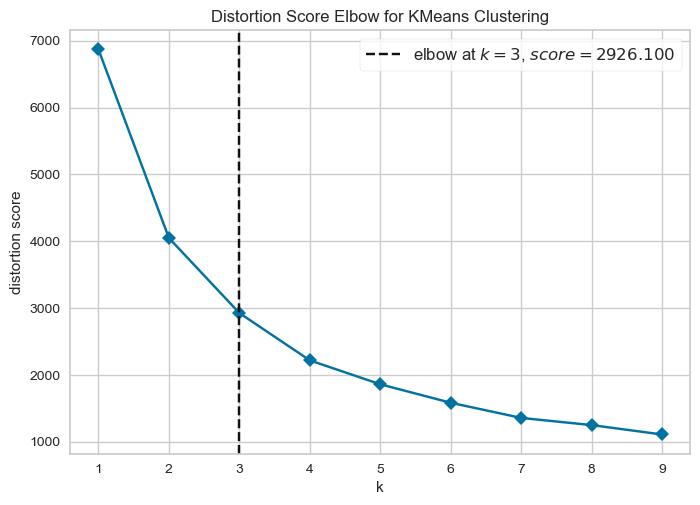 Distortion Score Elbow for KMeans Clustering
elbow at k = 3, score = 2926.100
7000
6000
5000
4000
3000
2000
1000
distortion score
1 2 3 4 5 6 7 8 9
k